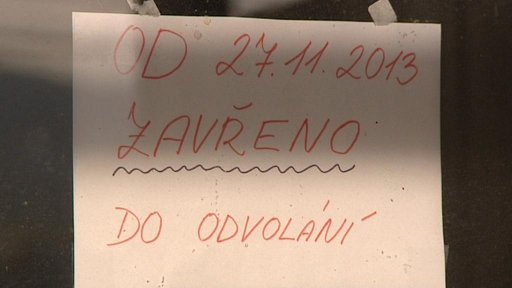 OD 27.11.2013
ZAVŘENO
DO ODVOLÁNÍ